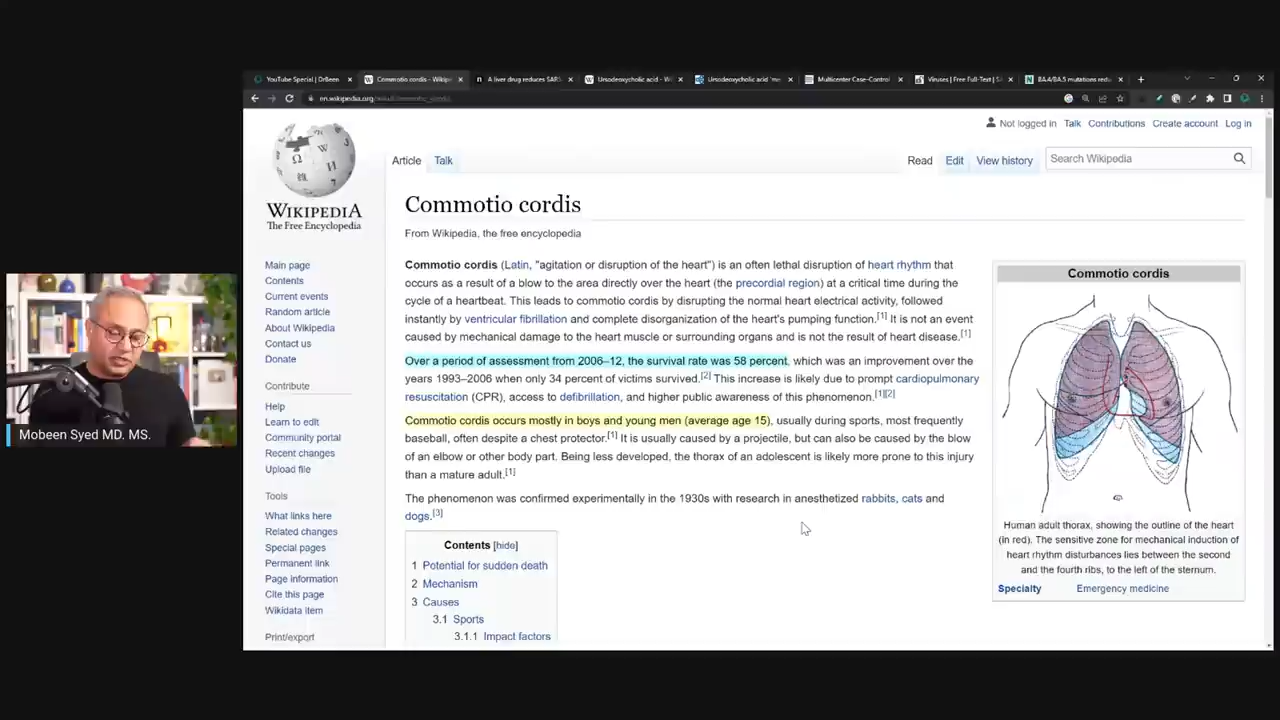 YouTube Special | DrBeen
Commotio cordis - Wikip
A liver drug reduces SARS
Ursodeoxycholic acid - W
Ursodeoxycholic acid 'me
Multicenter Case-Control
Viruses | Free Full-Text | S
BA.4/BA.5 mutations redu
en.wikipedia.org
Not logged in Talk Contributions Create account Log in
Article Talk Read Edit View history Search Wikipedia
WIKIPEDIA
The Free Encyclopedia
Main page
Contents
Current events
Random article
About Wikipedia
Contact us
Donate
Contribute
Help
Learn to edit
Community portal
Recent changes
Upload file
Tools
What links here
Related changes
Special pages
Permanent link
Page information
Cite this page
Wikidata item
Print/export
Commotio cordis
From Wikipedia, the free encyclopedia
Commotio cordis (Latin, "agitation or disruption of the heart") is an often lethal disruption of heart rhythm that
occurs as a result of a blow to the area directly over the heart (the precordial region) at a critical time during the
cycle of a heartbeat. This leads to commotio cordis by disrupting the normal heart electrical activity, followed
instantly by ventricular fibrillation and complete disorganization of the heart's pumping function.[1] It is not an event
caused by mechanical damage to the heart muscle or surrounding organs and is not the result of heart disease.[1]
Over a period of assessment from 2006–12, the survival rate was 58 percent, which was an improvement over the
years 1993–2006 when only 34 percent of victims survived.[2] This increase is likely due to prompt cardiopulmonary
resuscitation (CPR), access to defibrillation, and higher public awareness of this phenomenon.[1][2]
Commotio cordis occurs mostly in boys and young men (average age 15), usually during sports, most frequently
baseball, often despite a chest protector.[1] It is usually caused by a projectile, but can also be caused by the blow
of an elbow or other body part. Being less developed, the thorax of an adolescent is likely more prone to this injury
than a mature adult.[1]
The phenomenon was confirmed experimentally in the 1930s with research in anesthetized rabbits, cats and
dogs.[3]
Contents [hide]
1 Potential for sudden death
2 Mechanism
3 Causes
3.1 Sports
3.1.1 Impact factors
Commotio cordis
Human adult thorax, showing the outline of the heart
(in red). The sensitive zone for mechanical induction of
heart rhythm disturbances lies between the second
and the fourth ribs, to the left of the sternum.
Specialty Emergency medicine
Mobeen Syed MD. MS.